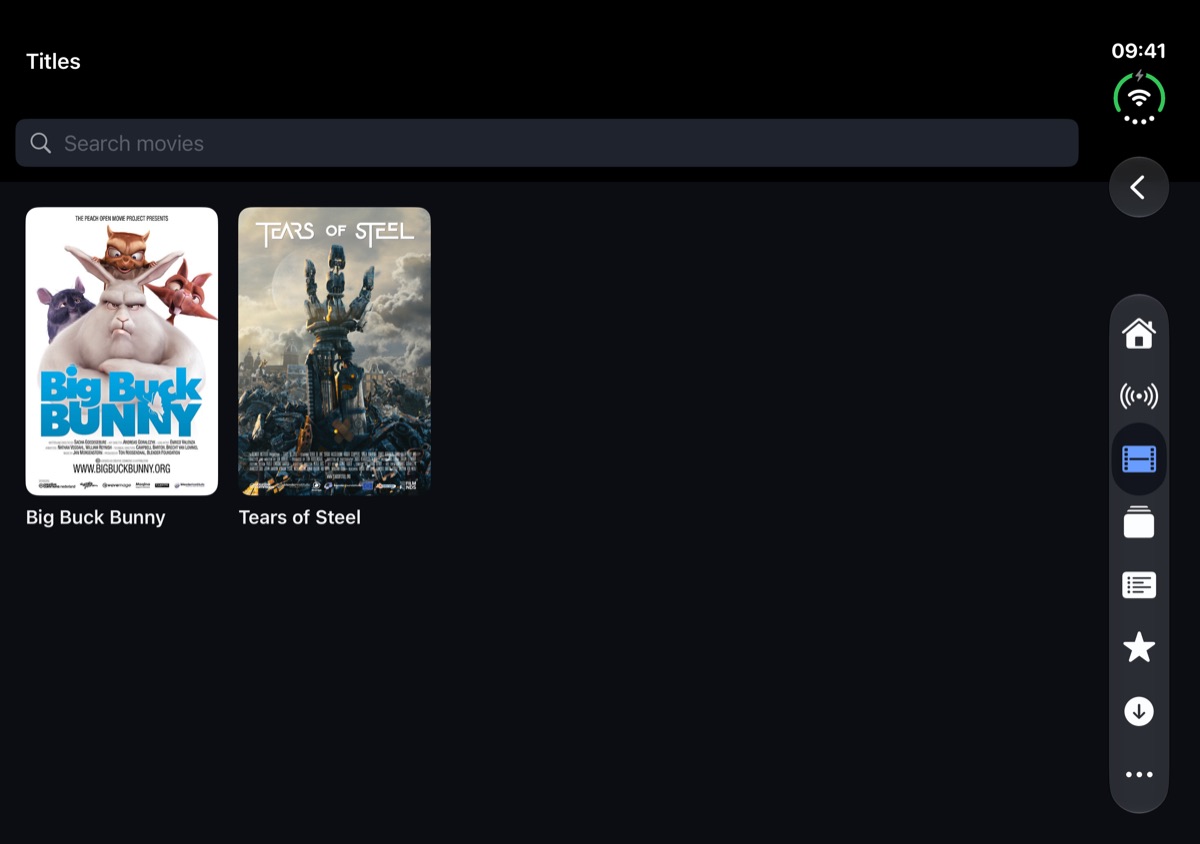 Titles
09:41
Search movies
THE PEACH OPEN MOVIE PROJECT PRESENTS
Big Buck
BUNNY
WWW.BIGBUCKBUNNY.ORG
TEARS OF STEEL
Big Buck Bunny
Tears of Steel